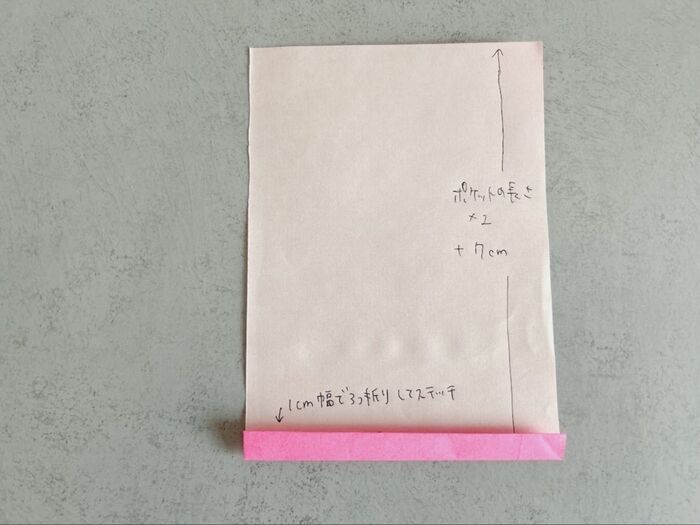 ポケットの長さ
×2
+ 7cm
1cm幅で3つ折りしてステッチ